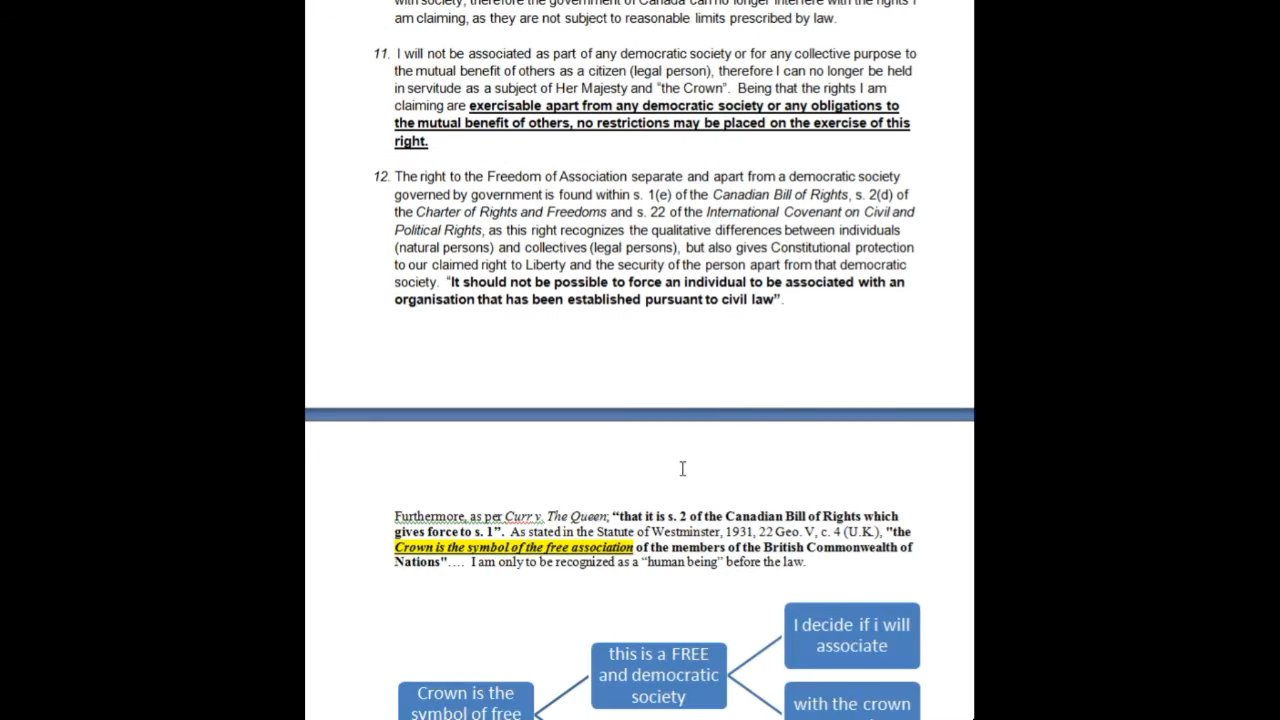 with society, therefore the government of Canada can no longer interfere with the rights I
am claiming, as they are not subject to reasonable limits prescribed by law.
11. I will not be associated as part of any democratic society or for any collective purpose to
the mutual benefit of others as a citizen (legal person), therefore I can no longer be held
in servitude as a subject of Her Majesty and "the Crown". Being that the rights I am
claiming are exercisable apart from any democratic society or any obligations to
the mutual benefit of others, no restrictions may be placed on the exercise of this
right.
12. The right to the Freedom of Association separate and apart from a democratic society
governed by government is found within s. 1(e) of the Canadian Bill of Rights, s. 2(d) of
the Charter of Rights and Freedoms and s. 22 of the International Covenant on Civil and
Political Rights, as this right recognizes the qualitative differences between individuals
(natural persons) and collectives (legal persons), but also gives Constitutional protection
to our claimed right to Liberty and the security of the person apart from that democratic
society. "It should not be possible to force an individual to be associated with an
organisation that has been established pursuant to civil law".
Furthermore, as per Curr v. The Queen, "that it is s. 2 of the Canadian Bill of Rights which
gives force to s. 1". As stated in the Statute of Westminster, 1931, 22 Geo. V, c. 4 (U.K.), "the
Crown is the symbol of the free association of the members of the British Commonwealth of
Nations".... I am only to be recognized as a "human being" before the law.
I decide if i will
associate
this is a FREE
and democratic
society
Crown is the
symbol of free
with the crown